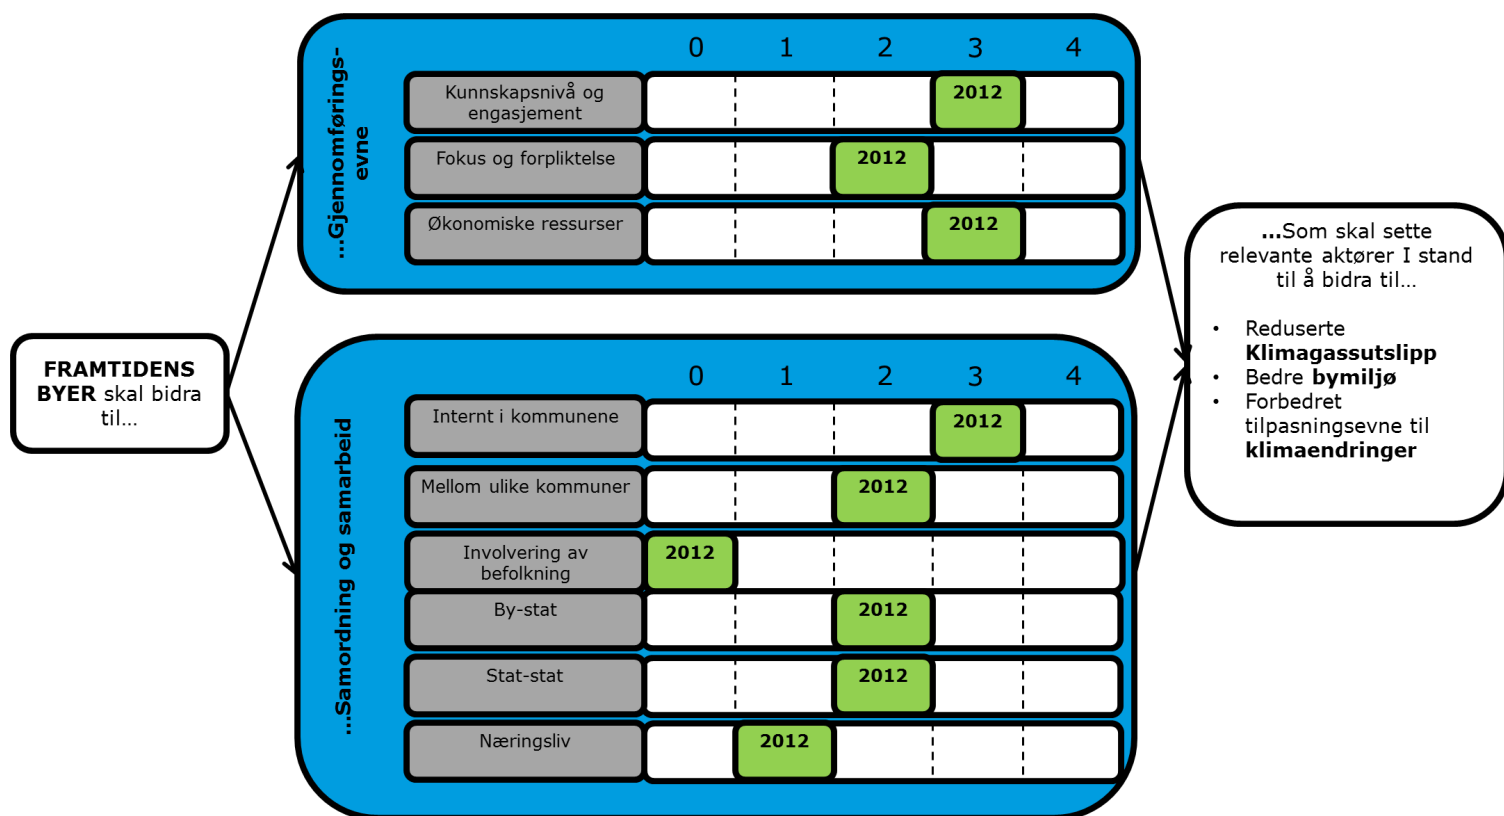 FRAMTIDENS
BYER skal bidra
til...
...Gjennomførings-
evne
0 1 2 3 4
Kunnskapsnivå og
engasjement
2012
Fokus og forpliktelse
2012
Økonomiske ressurser
2012
...Samordning og samarbeid
0 1 2 3 4
Internt i kommunene
2012
Mellom ulike kommuner
2012
Involvering av
befolkning
2012
By-stat
2012
Stat-stat
2012
Næringsliv
2012
...Som skal sette
relevante aktører I stand
til å bidra til...
• Reduserte
Klimagassutslipp
• Bedre bymiljø
• Forbedret
tilpasningsevne til
klimaendringer